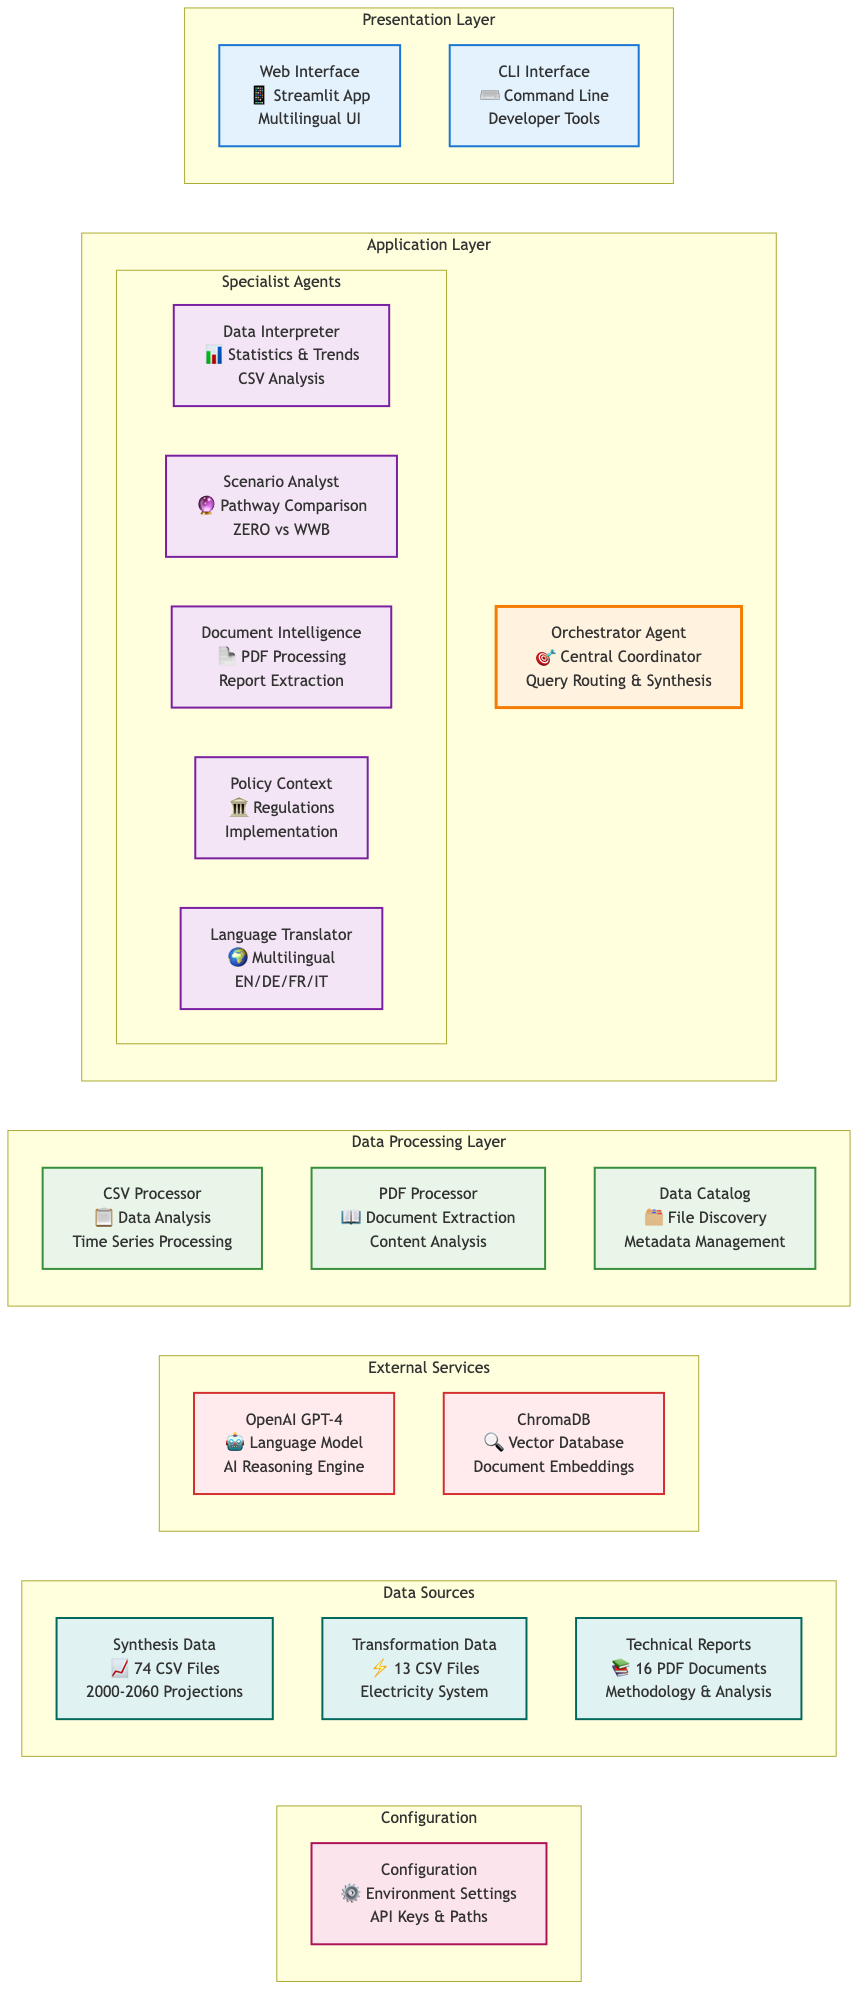 Presentation Layer
Web Interface
📱 Streamlit App
Multilingual UI
CLI Interface
⌨️ Command Line
Developer Tools
Application Layer
Specialist Agents
Data Interpreter
📊 Statistics & Trends
CSV Analysis
Scenario Analyst
🔮 Pathway Comparison
ZERO vs WWB
Document Intelligence
📄 PDF Processing
Report Extraction
Policy Context
🏛️ Regulations
Implementation
Language Translator
🌍 Multilingual
EN/DE/FR/IT
Orchestrator Agent
🎯 Central Coordinator
Query Routing & Synthesis
Data Processing Layer
CSV Processor
📋 Data Analysis
Time Series Processing
PDF Processor
📖 Document Extraction
Content Analysis
Data Catalog
🗂️ File Discovery
Metadata Management
External Services
OpenAI GPT-4
🤖 Language Model
AI Reasoning Engine
ChromaDB
🔍 Vector Database
Document Embeddings
Data Sources
Synthesis Data
📈 74 CSV Files
2000-2060 Projections
Transformation Data
⚡ 13 CSV Files
Electricity System
Technical Reports
📚 16 PDF Documents
Methodology & Analysis
Configuration
Configuration
⚙️ Environment Settings
API Keys & Paths